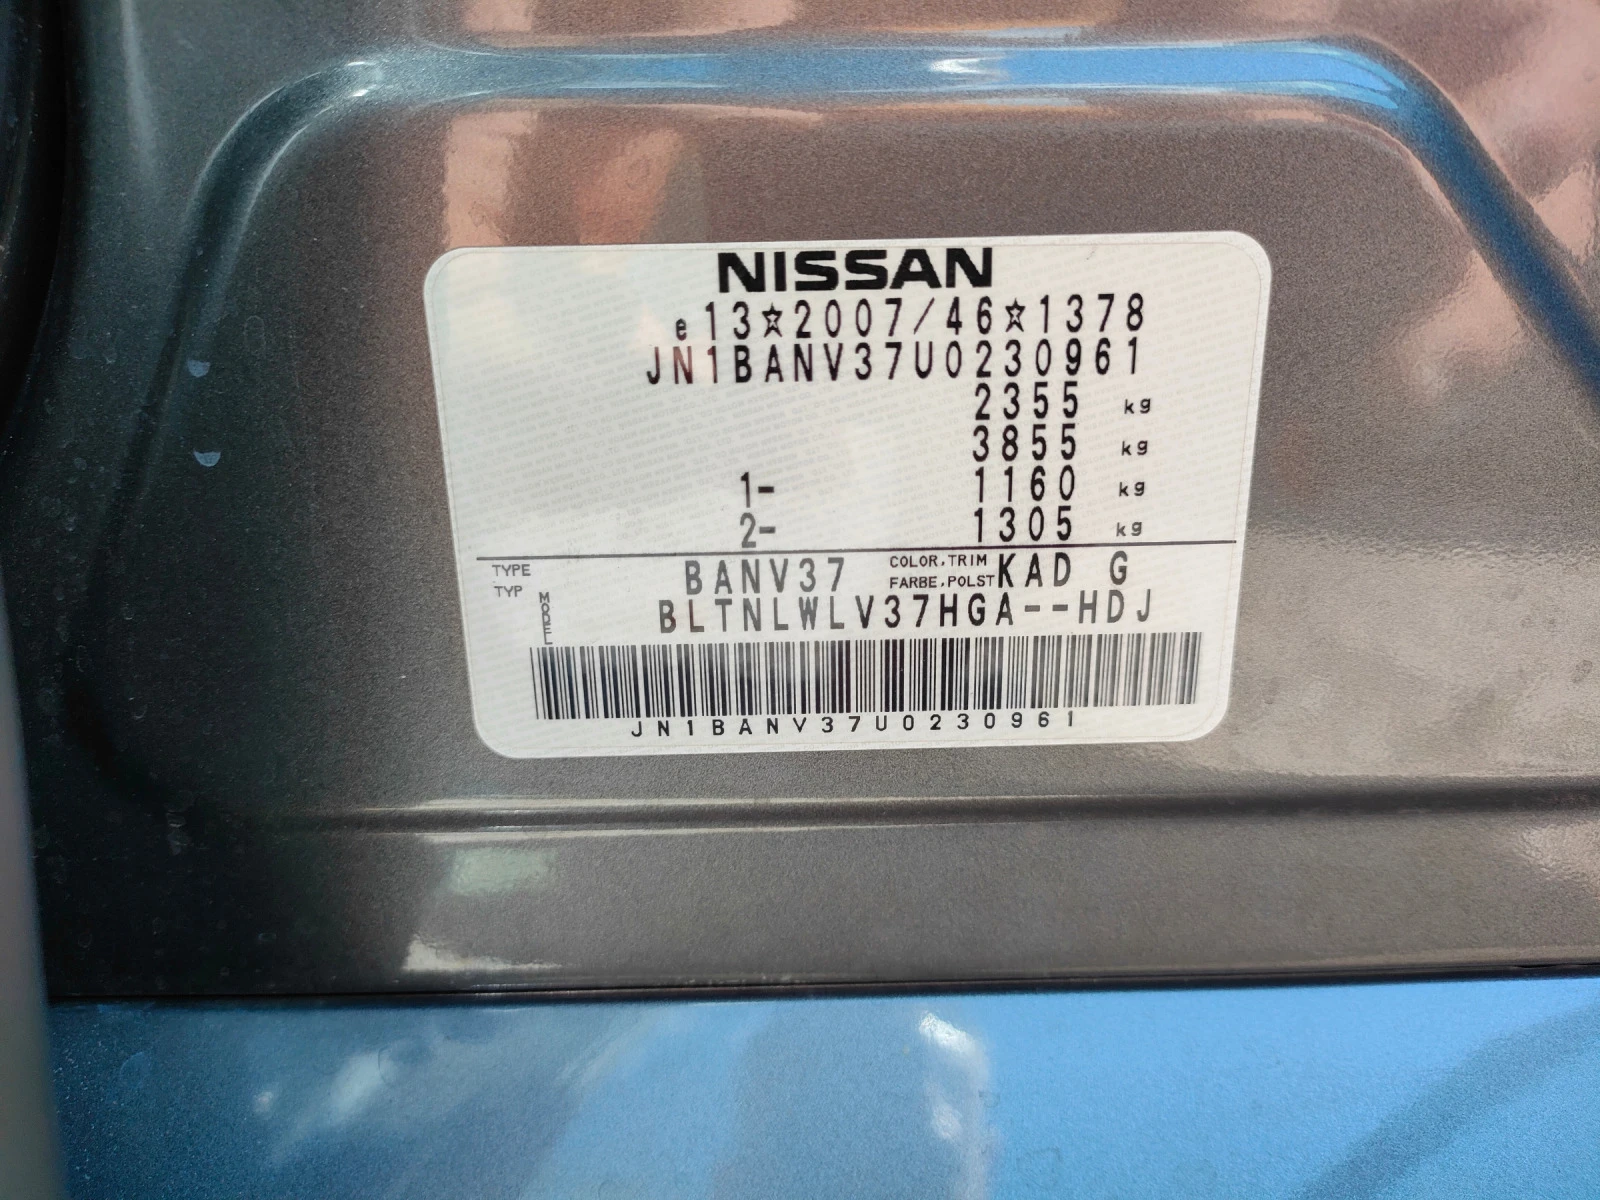 NISSAN
e13☆2007/46☆1378
JN1BANV37U0230961
2355 kg
3855 kg
1- 1160 kg
2- 1305 kg
TYPE BANV37 COLOR,TRIM KAD G
TYP FARBE,POLST
MODEL BLTNLWLV37HGA--HDJ
JN1BANV37U0230961